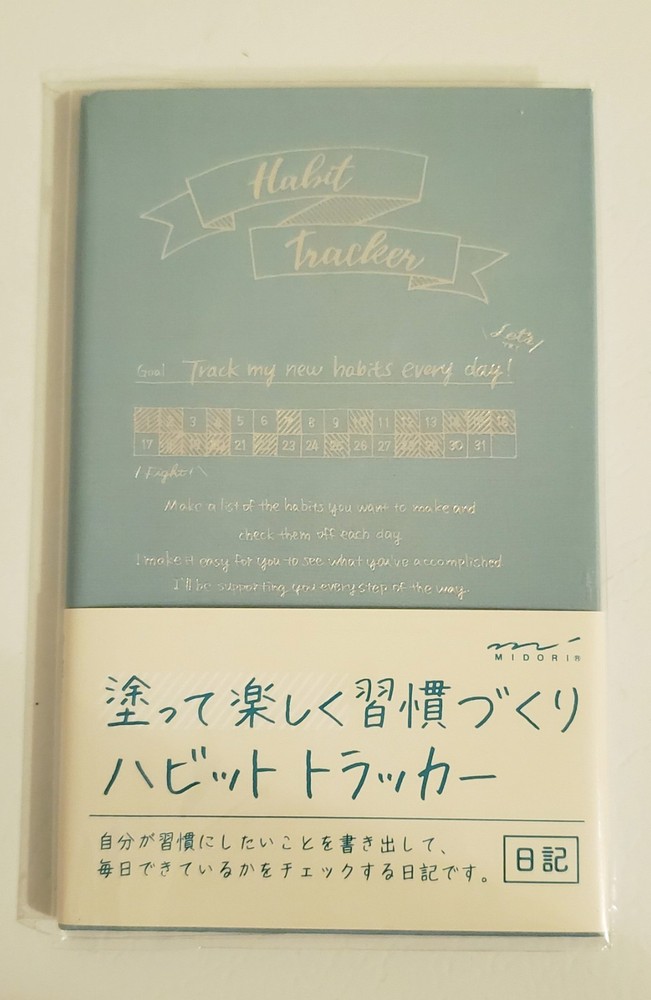 Habit
Tracker
Let's
Goal Track my new habits every day!
3 5 6 8 9 11 12 13
17 21 23 24 26 27 30 31
Fight!
Make a list of the habits you want to make and
check them off each day.
I make it easy for you to see what you've accomplished
I'll be supporting you every step of the way.
MIDORI®
塗って楽しく習慣づくり
ハビット トラッカー
自分が習慣にしたいことを書き出して、
毎日できているかをチェックする日記です。
日記